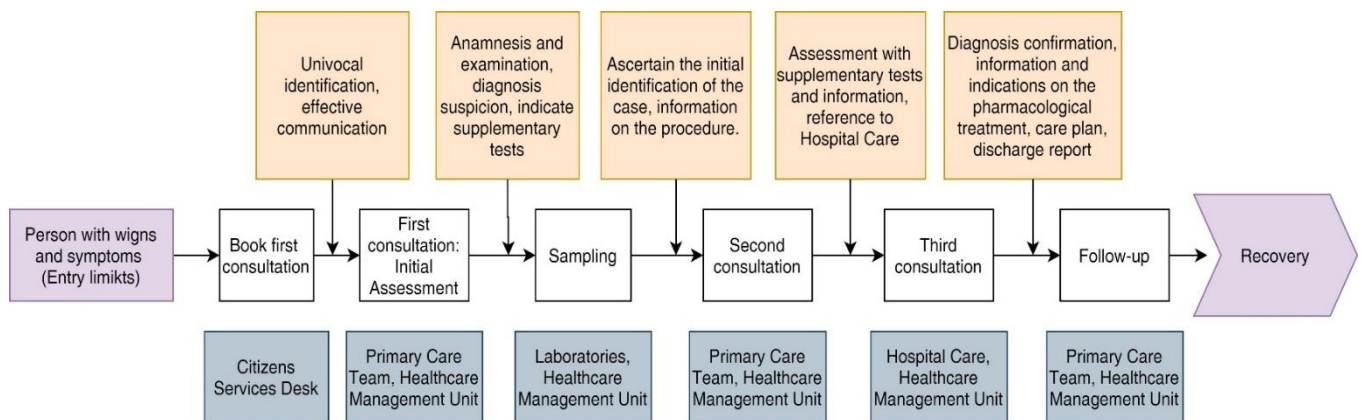 Univocal
identification,
effective
communication
Anamnesis and
examination,
diagnosis
suspicion, indicate
supplementary
tests
Ascertain the initial
identification of the
case, information
on the procedure.
Assessment with
supplementary tests
and information,
reference to
Hospital Care
Diagnosis confirmation,
information and
indications on the
pharmacological
treatment, care plan,
discharge report
Person with wigns
and symptoms
(Entry limikts)
Book first
consultation
First
consultation:
Initial
Assessment
Sampling
Second
consultation
Third
consultation
Follow-up
Recovery
Citizens
Services Desk
Primary Care
Team, Healthcare
Management Unit
Laboratories,
Healthcare
Management Unit
Primary Care
Team, Healthcare
Management Unit
Hospital Care,
Healthcare
Management Unit
Primary Care
Team, Healthcare
Management Unit